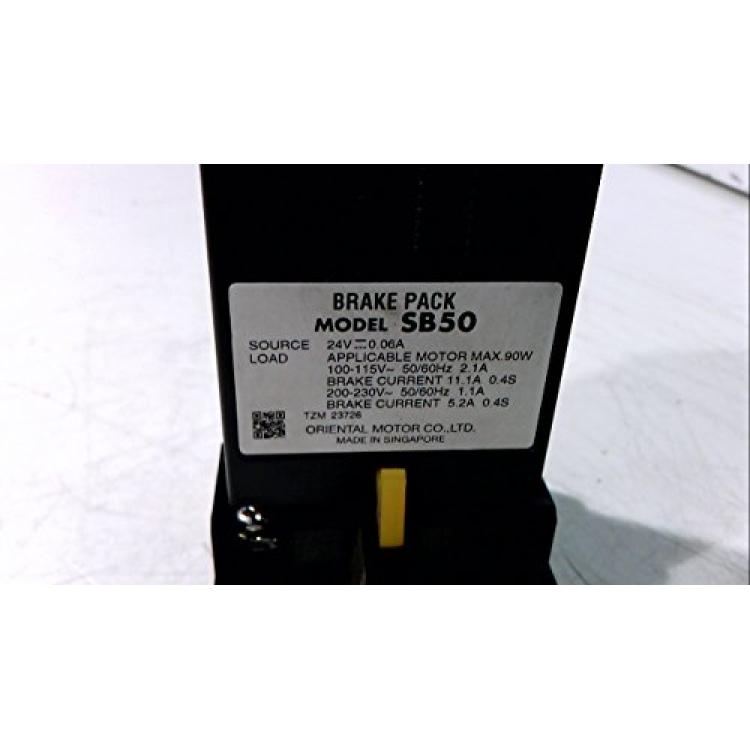 BRAKE PACK
MODEL SB50
SOURCE 24V⎓0.06A
LOAD APPLICABLE MOTOR MAX.90W
100-115V~ 50/60Hz 2.1A
BRAKE CURRENT 11.1A 0.4S
200-230V~ 50/60Hz 1.1A
BRAKE CURRENT 5.2A 0.4S
TZM 23726
ORIENTAL MOTOR CO.,LTD.
MADE IN SINGAPORE